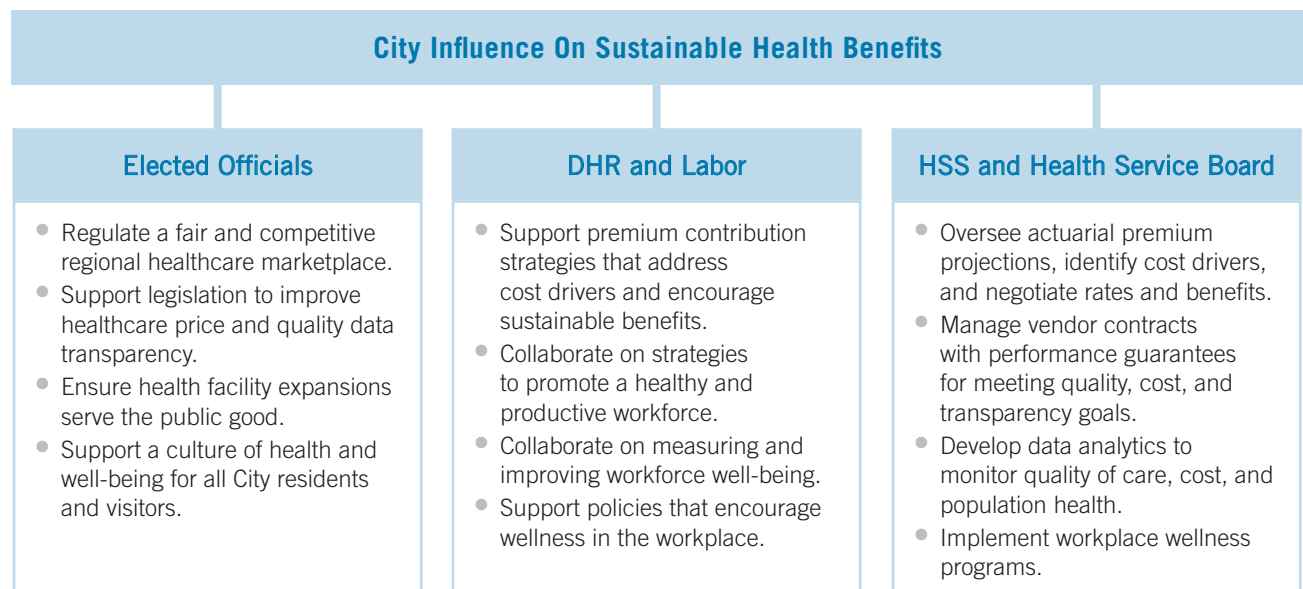 City Influence On Sustainable Health Benefits
Elected Officials
• Regulate a fair and competitive
regional healthcare marketplace.
• Support legislation to improve
healthcare price and quality data
transparency.
• Ensure health facility expansions
serve the public good.
• Support a culture of health and
well-being for all City residents
and visitors.
DHR and Labor
• Support premium contribution
strategies that address
cost drivers and encourage
sustainable benefits.
• Collaborate on strategies
to promote a healthy and
productive workforce.
• Collaborate on measuring and
improving workforce well-being.
• Support policies that encourage
wellness in the workplace.
HSS and Health Service Board
• Oversee actuarial premium
projections, identify cost drivers,
and negotiate rates and benefits.
• Manage vendor contracts
with performance guarantees
for meeting quality, cost, and
transparency goals.
• Develop data analytics to
monitor quality of care, cost, and
population health.
• Implement workplace wellness
programs.